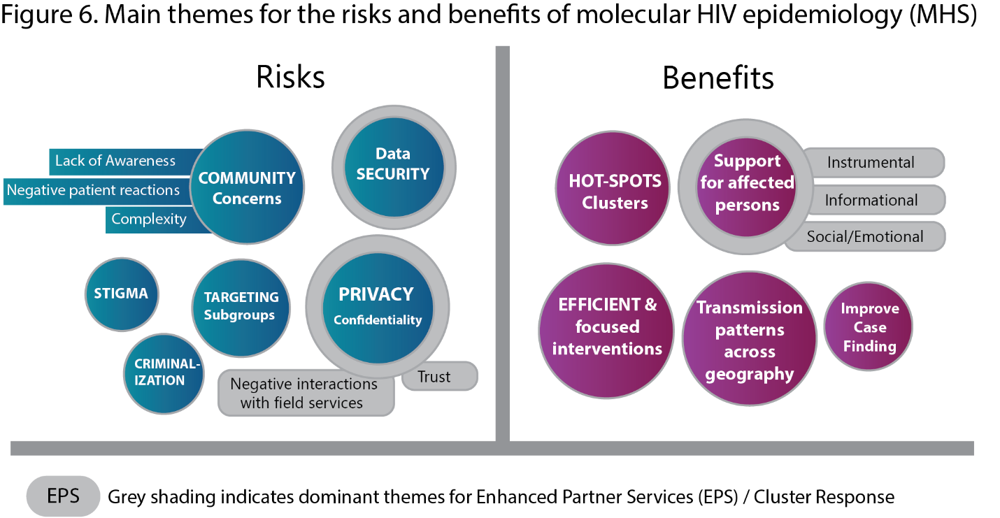 Figure 6. Main themes for the risks and benefits of molecular HIV epidemiology (MHS)
Risks
Lack of Awareness
Negative patient reactions
Complexity
COMMUNITY
Concerns
Data
SECURITY
STIGMA
TARGETING
Subgroups
PRIVACY
Confidentiality
CRIMINAL-
IZATION
Negative interactions
with field services
Trust
Benefits
HOT-SPOTS
Clusters
Support
for affected
persons
Instrumental
Informational
Social/Emotional
EFFICIENT &
focused
interventions
Transmission
patterns
across
geography
Improve
Case
Finding
EPS
Grey shading indicates dominant themes for Enhanced Partner Services (EPS) / Cluster Response